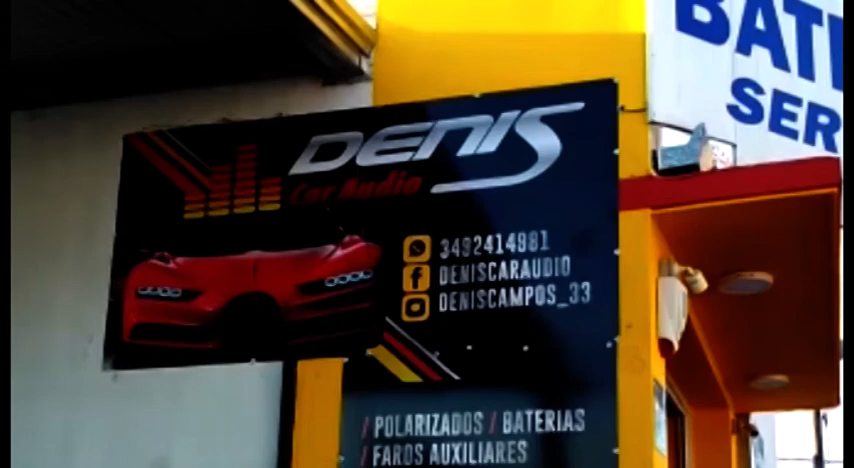 BAT
SER
DENIS
Car Audio
3492414981
DENISCARAUDIO
DENISCAMPOS_33
/ POLARIZADOS / BATERIAS
/ FAROS AUXILIARES